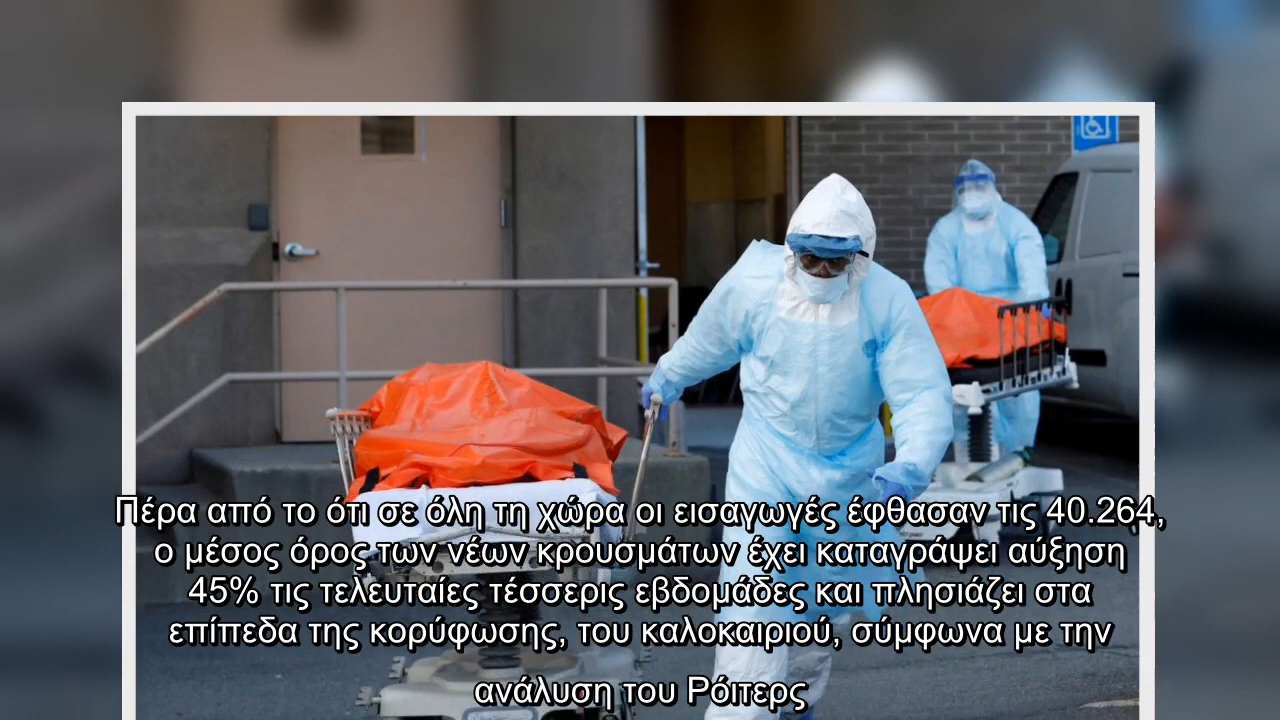 Πέρα από το ότι σε όλη τη χώρα οι εισαγωγές έφθασαν τις 40.264,
ο μέσος όρος των νέων κρουσμάτων έχει καταγράψει αύξηση
45% τις τελευταίες τέσσερις εβδομάδες και πλησιάζει στα
επίπεδα της κορύφωσης, του καλοκαιριού, σύμφωνα με την
ανάλυση του Ρόιτερς